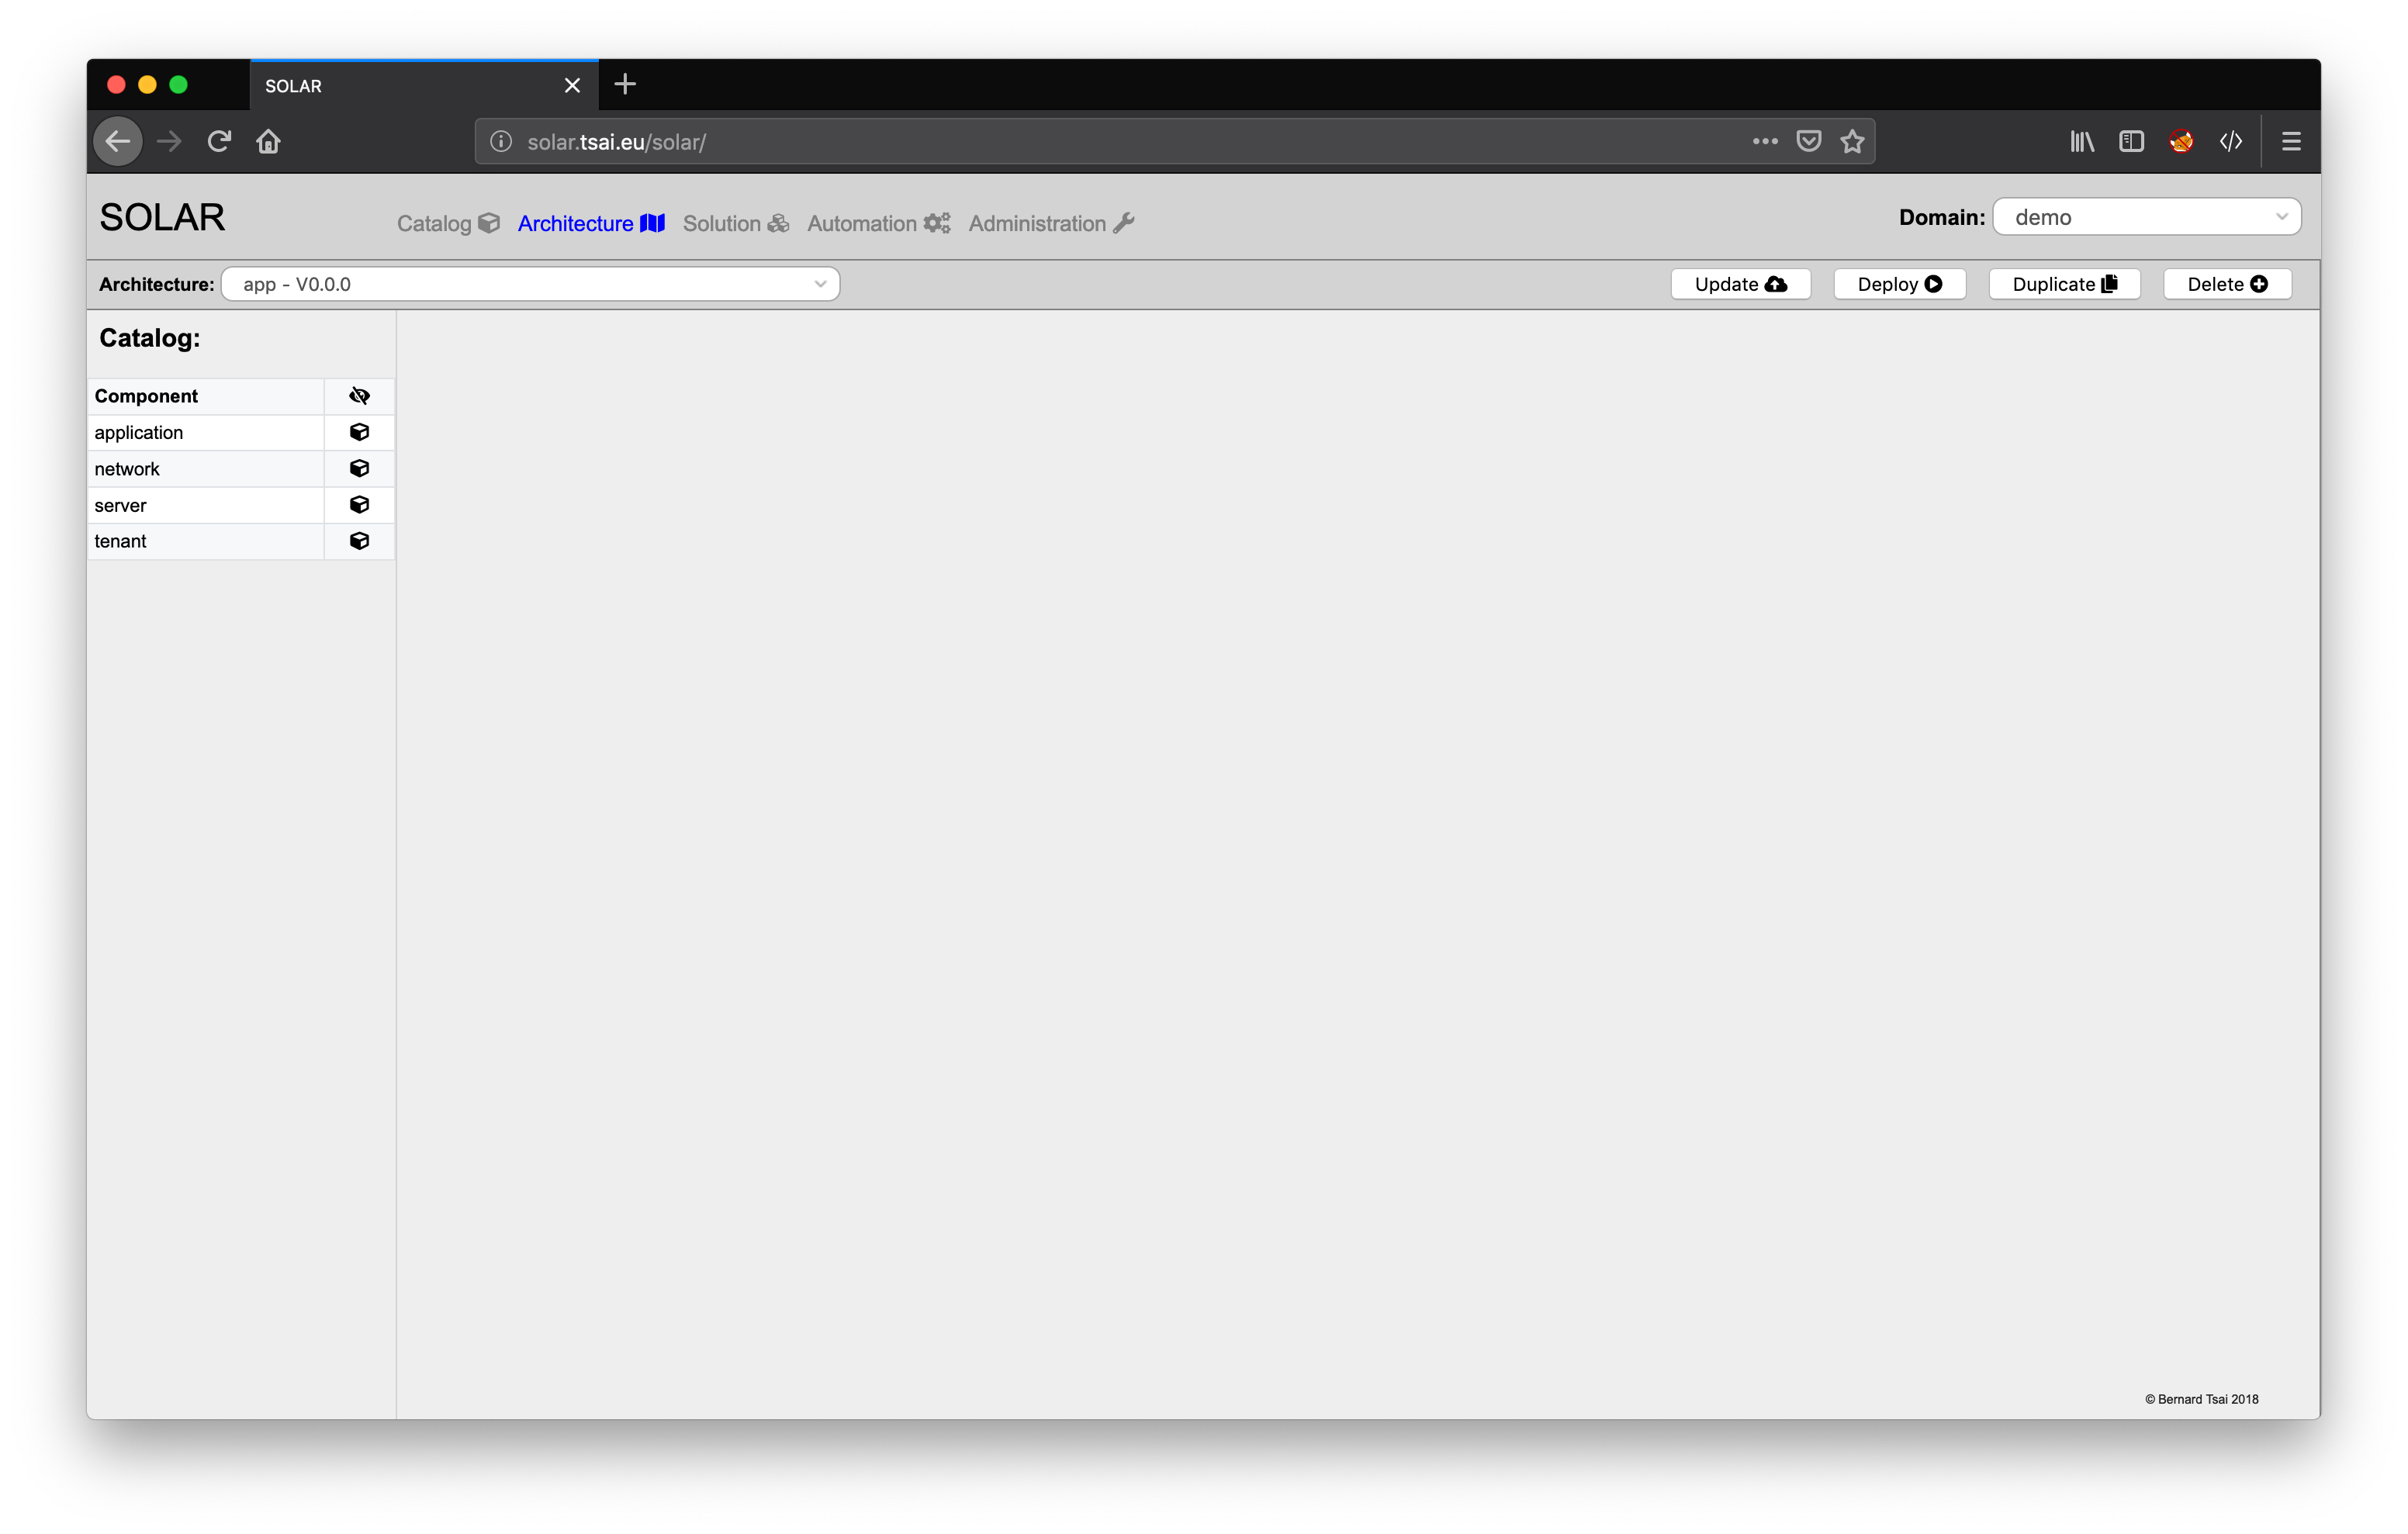 SOLAR
solar.tsai.eu/solar/
SOLAR Catalog Architecture Solution Automation Administration Domain: demo
Architecture: app - V0.0.0 Update Deploy Duplicate Delete
Catalog:
Component
application
network
server
tenant
© Bernard Tsai 2018